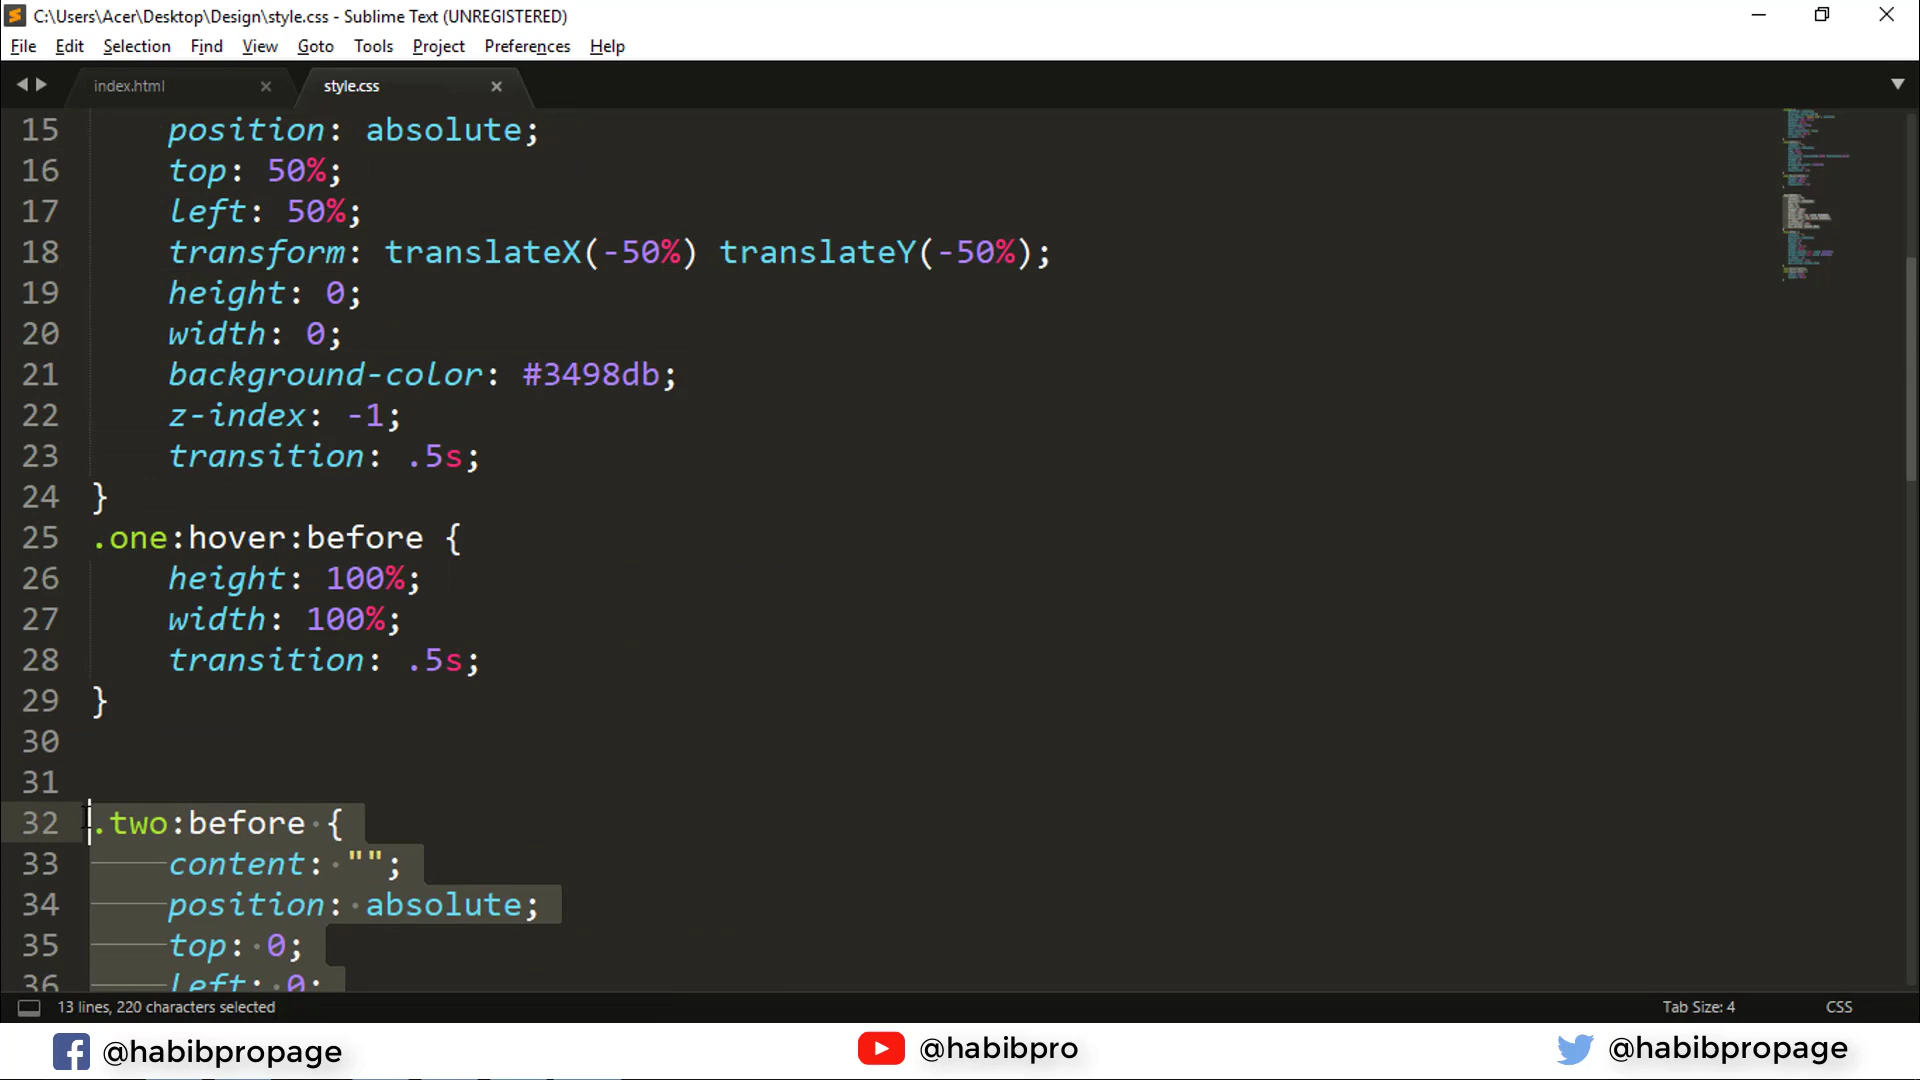 C:\Users\Acer\Desktop\Design\style.css - Sublime Text (UNREGISTERED)
File Edit Selection Find View Goto Tools Project Preferences Help
index.html style.css
15 position: absolute;
16 top: 50%;
17 left: 50%;
18 transform: translateX(-50%) translateY(-50%);
19 height: 0;
20 width: 0;
21 background-color: #3498db;
22 z-index: -1;
23 transition: .5s;
24 }
25 .one:hover:before {
26 height: 100%;
27 width: 100%;
28 transition: .5s;
29 }
30
31
32 .two:before {
33 content: "";
34 position: absolute;
35 top: 0;
36 left: 0;
13 lines, 220 characters selected Tab Size: 4 CSS
@habibpropage @habibpro @habibpropage